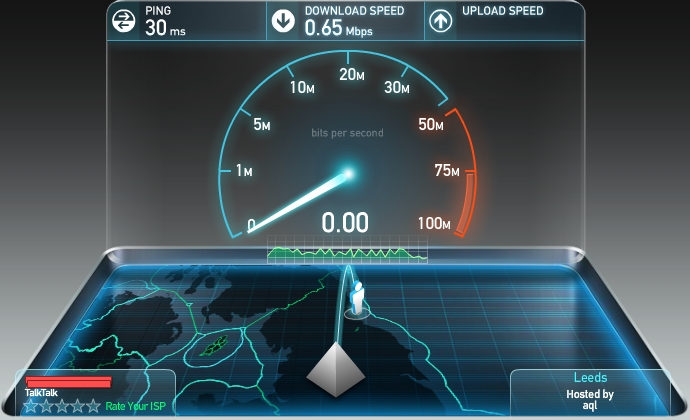 PING
30 ms
DOWNLOAD SPEED
0.65 Mbps
UPLOAD SPEED
20M
10M
30M
5M
50M
bits per second
1M
75M
0
100M
0.00
TalkTalk
Rate Your ISP
Leeds
Hosted by
aql